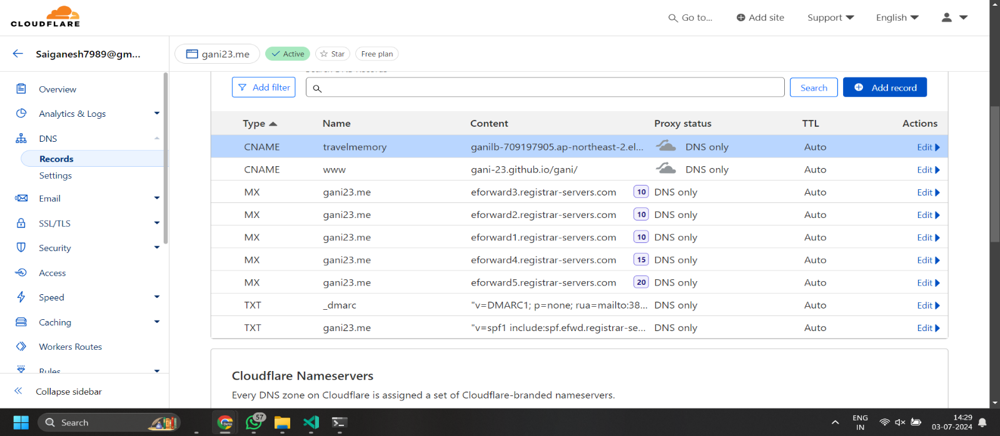 CLOUDFLARE
Go to...
Add site
Support
English
Saiganesh7989@gm...
gani23.me
Active
Star
Free plan
Overview
Analytics & Logs
DNS
Records
Settings
Email
SSL/TLS
Security
Access
Speed
Caching
Workers Routes
Rules
Collapse sidebar
Search DNS Records
Add filter
Search
Add record
Type Name Content Proxy status TTL Actions
CNAME travelmemory ganilb-709197905.ap-northeast-2.el... DNS only Auto Edit
CNAME www gani-23.github.io/gani/ DNS only Auto Edit
MX gani23.me eforward3.registrar-servers.com 10 DNS only Auto Edit
MX gani23.me eforward2.registrar-servers.com 10 DNS only Auto Edit
MX gani23.me eforward1.registrar-servers.com 10 DNS only Auto Edit
MX gani23.me eforward4.registrar-servers.com 15 DNS only Auto Edit
MX gani23.me eforward5.registrar-servers.com 20 DNS only Auto Edit
TXT _dmarc "v=DMARC1; p=none; rua=mailto:38... DNS only Auto Edit
TXT gani23.me "v=spf1 include:spf.efwd.registrar-se... DNS only Auto Edit
Cloudflare Nameservers
Every DNS zone on Cloudflare is assigned a set of Cloudflare-branded nameservers.
Search
Beta
57
ENG
IN
14:29
03-07-2024